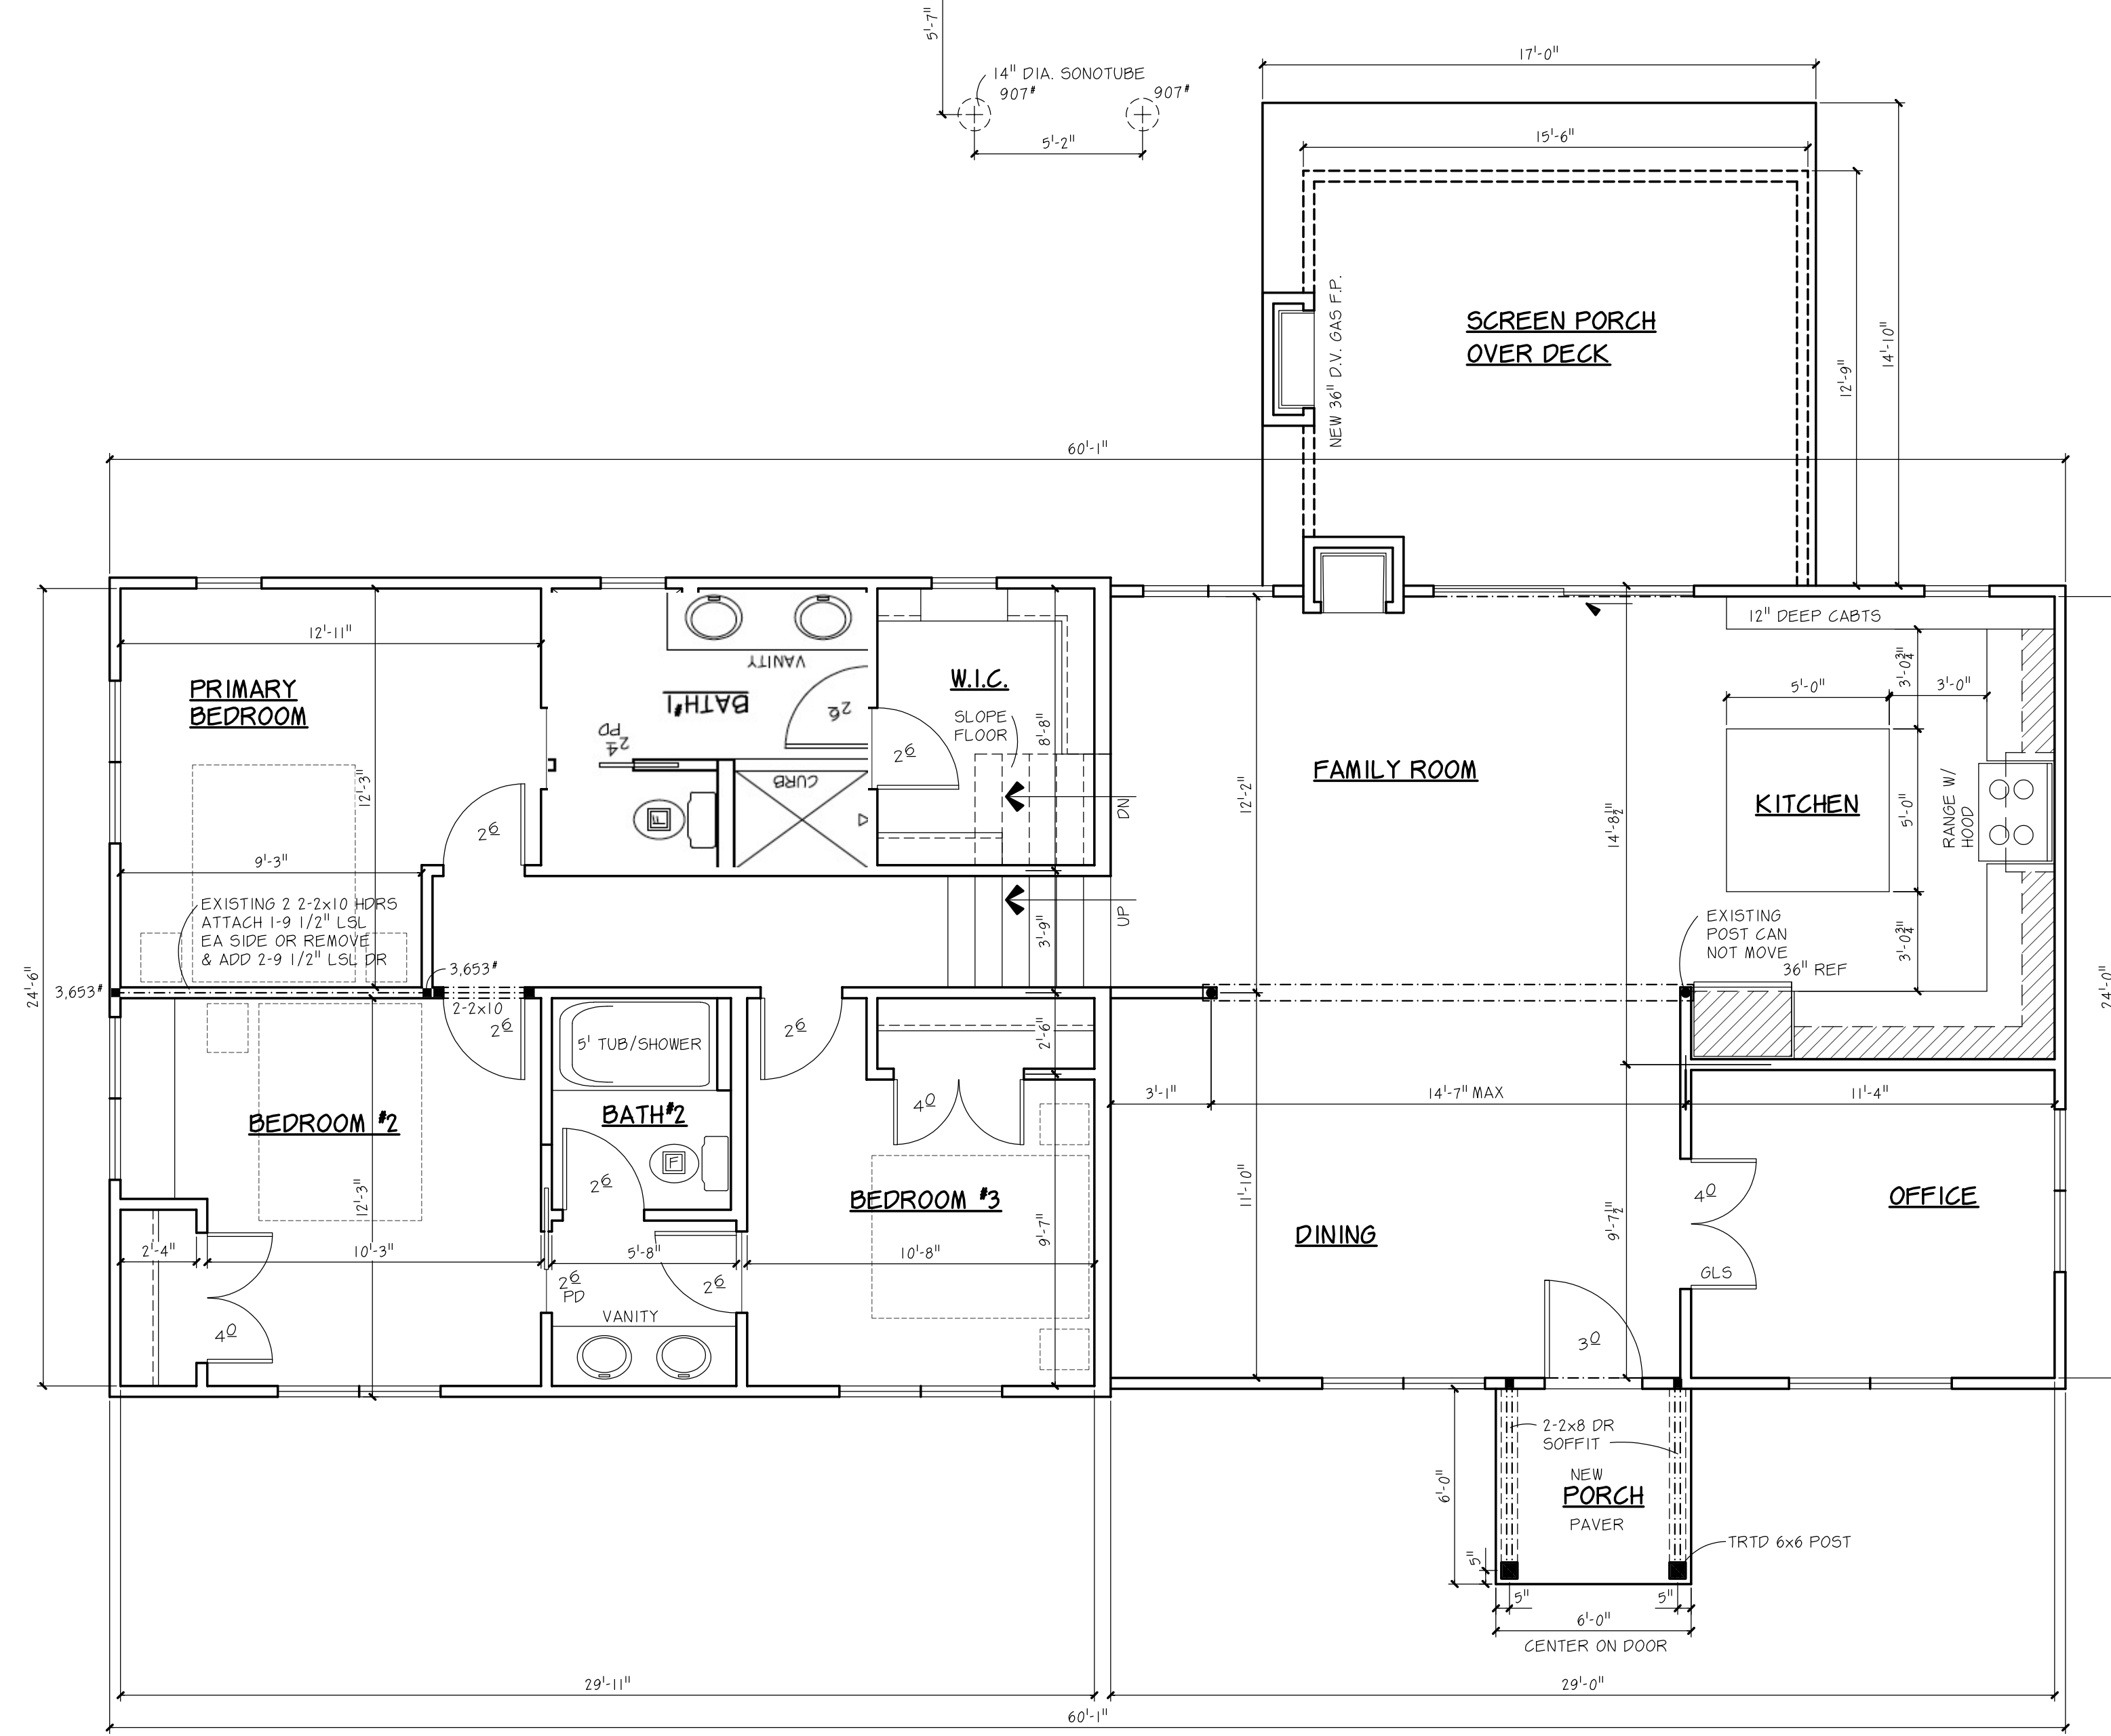 5'-7"
14" DIA. SONOTUBE
907#
907#
5'-2"
17'-0"
15'-6"
NEW 36" D.V. GAS F.P.
SCREEN PORCH
OVER DECK
12'-9"
14'-10"
60'-1"
12'-11"
PRIMARY
BEDROOM
12'-3"
9'-3"
26
EXISTING 2 2-2x10 HDRS
ATTACH 1-9 1/2" LSL
EA SIDE OR REMOVE
& ADD 2-9 1/2" LSL DR
24'-6"
3,653#
3,653#
2-2x10
VANITY
BATH#1
26
24
PD
CURB
F
W.I.C.
SLOPE
FLOOR
26
8'-8"
DN
UP
3'-9"
12'-2"
FAMILY ROOM
14'-8 1/2"
12" DEEP CABTS
5'-0"
3'-0 3/4"
3'-0"
KITCHEN
5'-0"
RANGE W/
HOOD
EXISTING
POST CAN
NOT MOVE
3'-0 3/4"
36" REF
24'-0"
26
BEDROOM #2
12'-3"
2'-4"
10'-3"
40
5' TUB/SHOWER
BATH#2
F
26
5'-8"
26
PD
26
VANITY
26
2'-6"
40
BEDROOM #3
9'-7"
10'-8"
3'-1"
14'-7" MAX
11'-4"
11'-10"
DINING
9'-7 1/2"
40
GLS
OFFICE
30
2-2x8 DR
SOFFIT
NEW
PORCH
PAVER
6'-0"
5"
TRTD 6x6 POST
5"
5"
6'-0"
CENTER ON DOOR
29'-11"
29'-0"
60'-1"